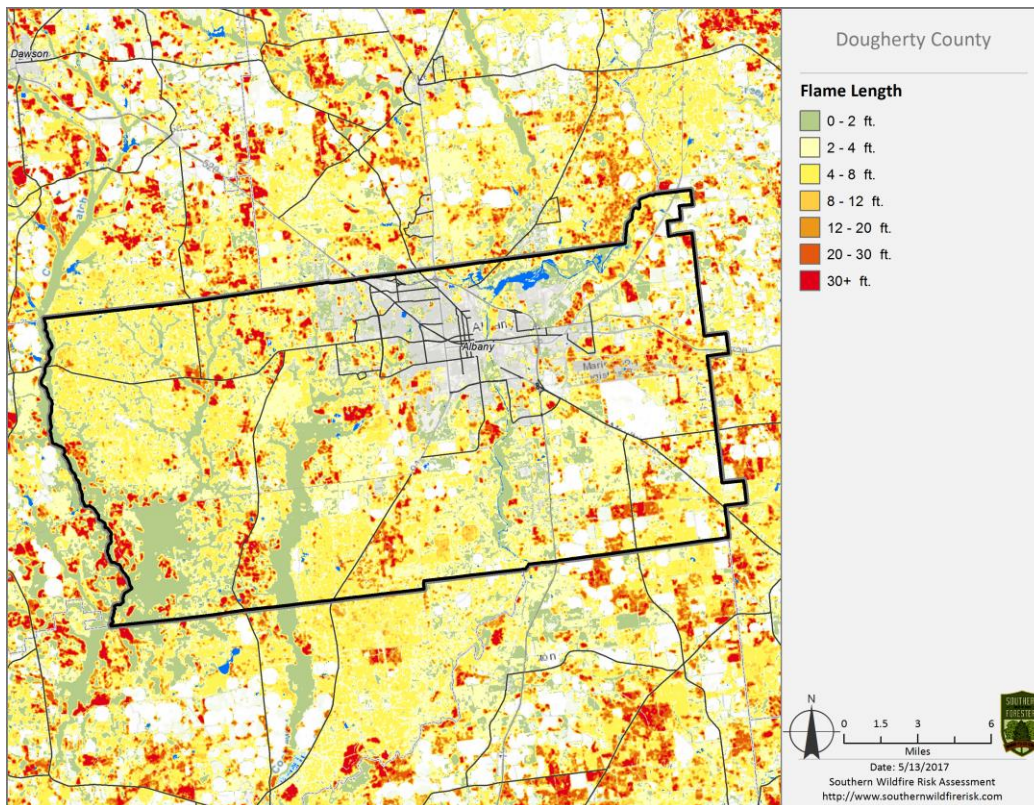 Dougherty County
Flame Length
0 - 2 ft.
2 - 4 ft.
4 - 8 ft.
8 - 12 ft.
12 - 20 ft.
20 - 30 ft.
30+ ft.
Dawson
520
Albany
N
0 1.5 3 6
Miles
Date: 5/13/2017
Southern Wildfire Risk Assessment
http://www.southernwildfirerisk.com
SOUTHERN